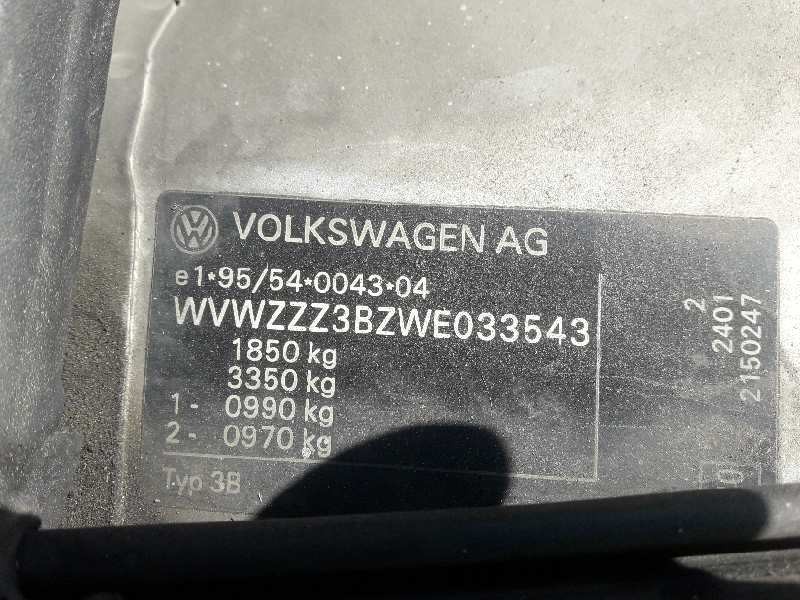 VOLKSWAGEN AG
e1*95/54*0043*04
WVWZZZ3BZWE033543
1850 kg
3350 kg
1- 0990 kg
2- 0970 kg
Typ 3B
2
2401
2150247